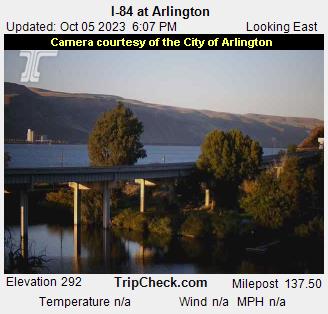 I-84 at Arlington
Updated: Oct 05 2023 6:07 PM Looking East
Camera courtesy of the City of Arlington
Elevation 292 TripCheck.com Milepost 137.50
Temperature n/a Wind n/a MPH n/a